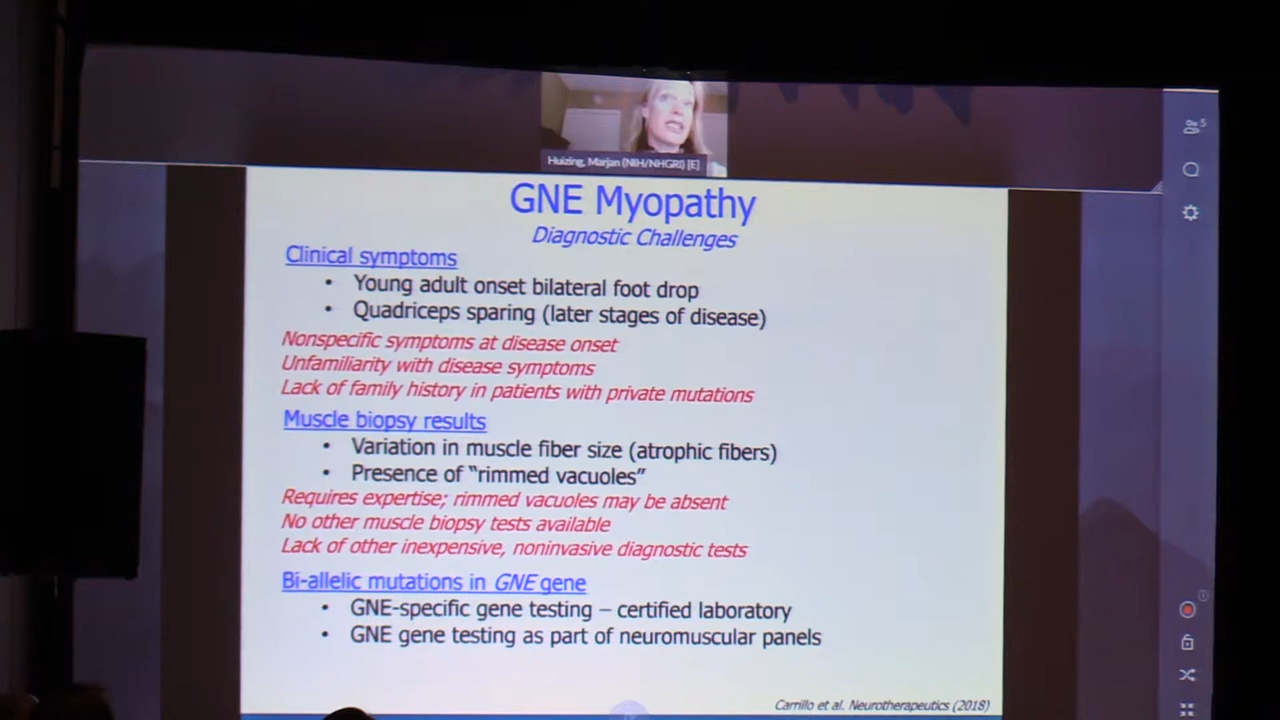 5
Huizing, Marjan (NIH/NHGRI) [E]
GNE Myopathy
Diagnostic Challenges
Clinical symptoms
• Young adult onset bilateral foot drop
• Quadriceps sparing (later stages of disease)
Nonspecific symptoms at disease onset
Unfamiliarity with disease symptoms
Lack of family history in patients with private mutations
Muscle biopsy results
• Variation in muscle fiber size (atrophic fibers)
• Presence of “rimmed vacuoles”
Requires expertise; rimmed vacuoles may be absent
No other muscle biopsy tests available
Lack of other inexpensive, noninvasive diagnostic tests
Bi-allelic mutations in GNE gene
• GNE-specific gene testing – certified laboratory
• GNE gene testing as part of neuromuscular panels
Carrillo et al. Neurotherapeutics (2018)